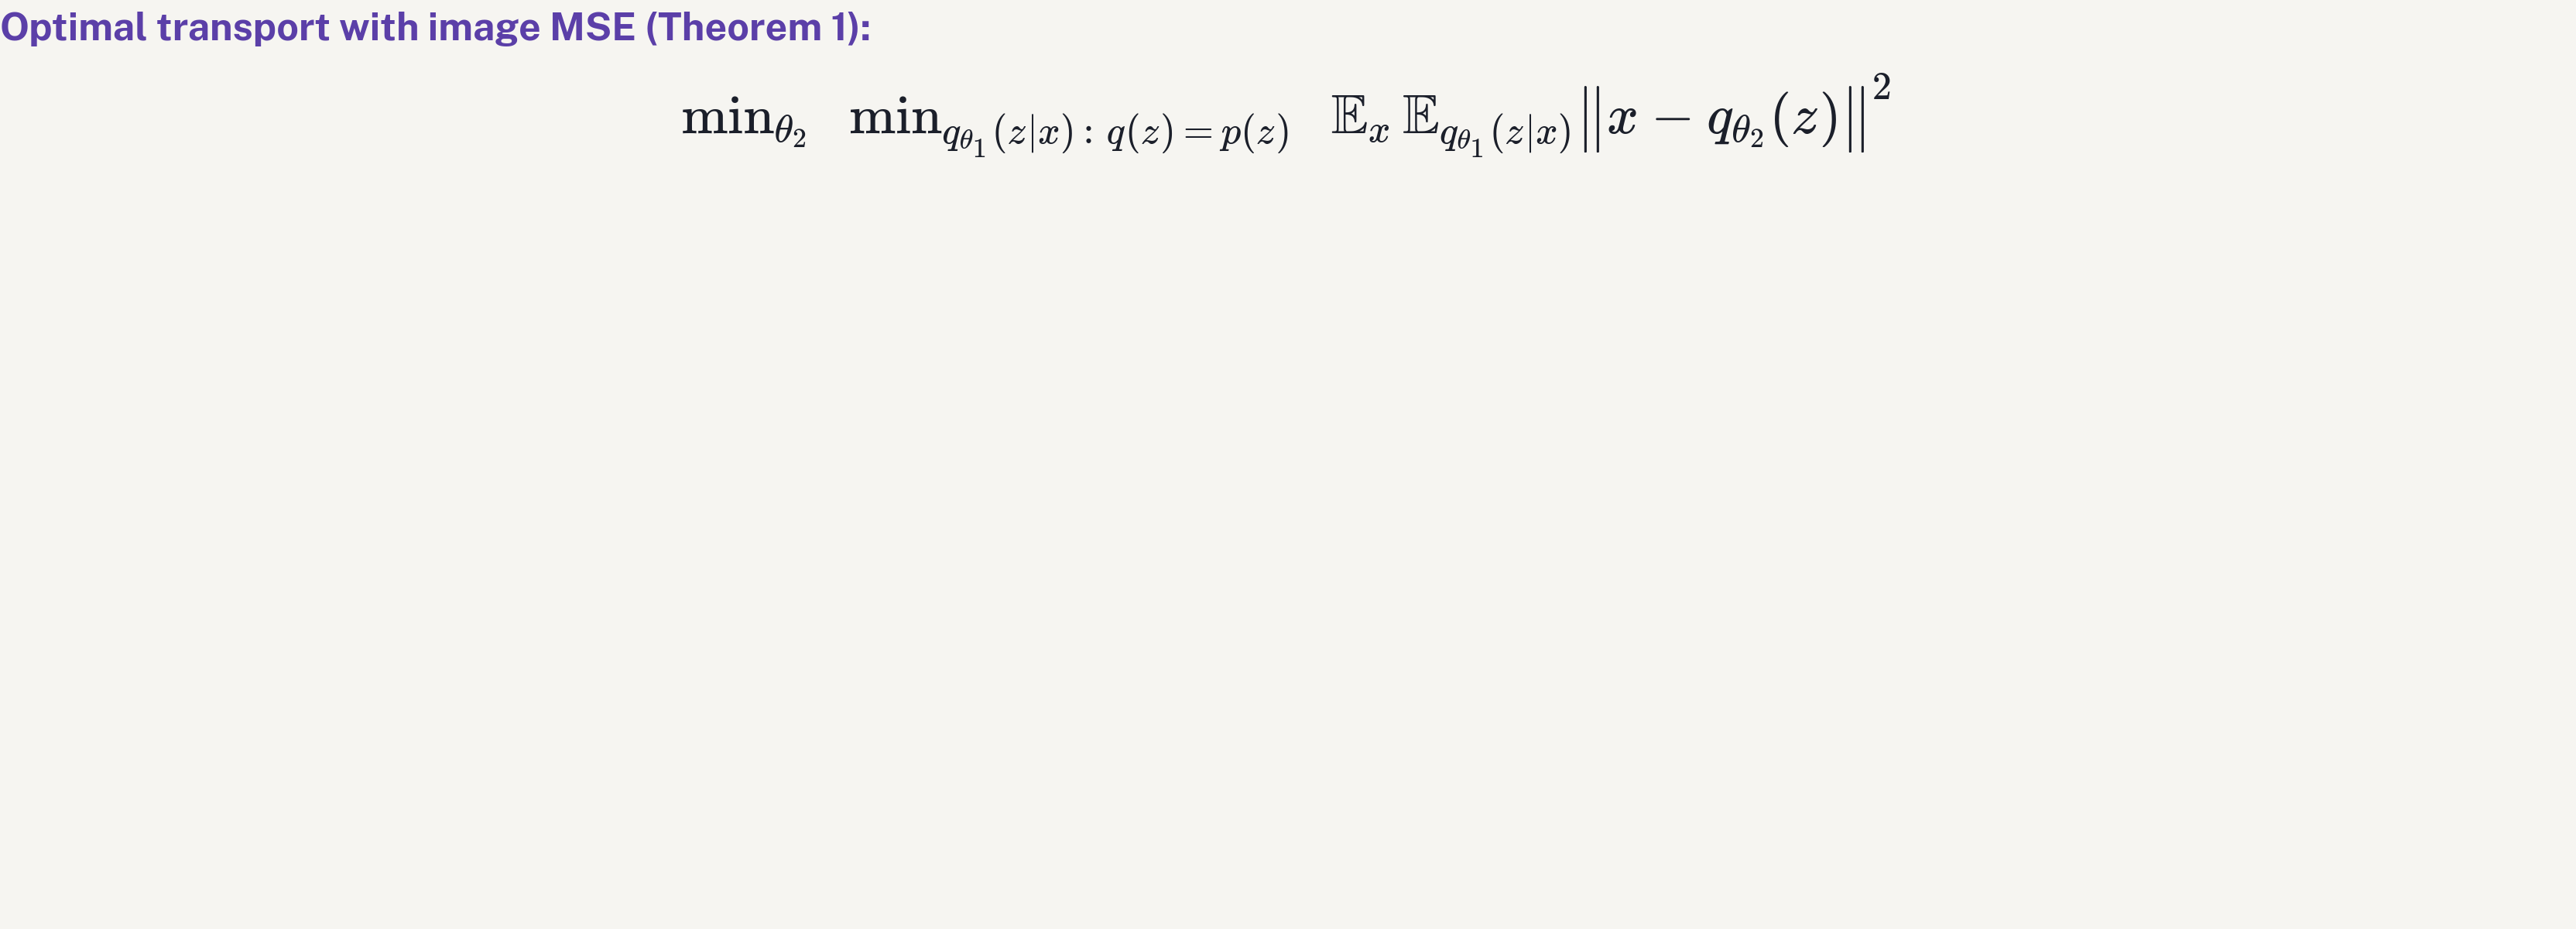 Optimal transport with image MSE (Theorem 1):
min_{θ_2} min_{q_{θ_1}(z|x) : q(z) = p(z)} 𝔼_x 𝔼_{q_{θ_1}(z|x)} ||x − q_{θ_2}(z)||^2